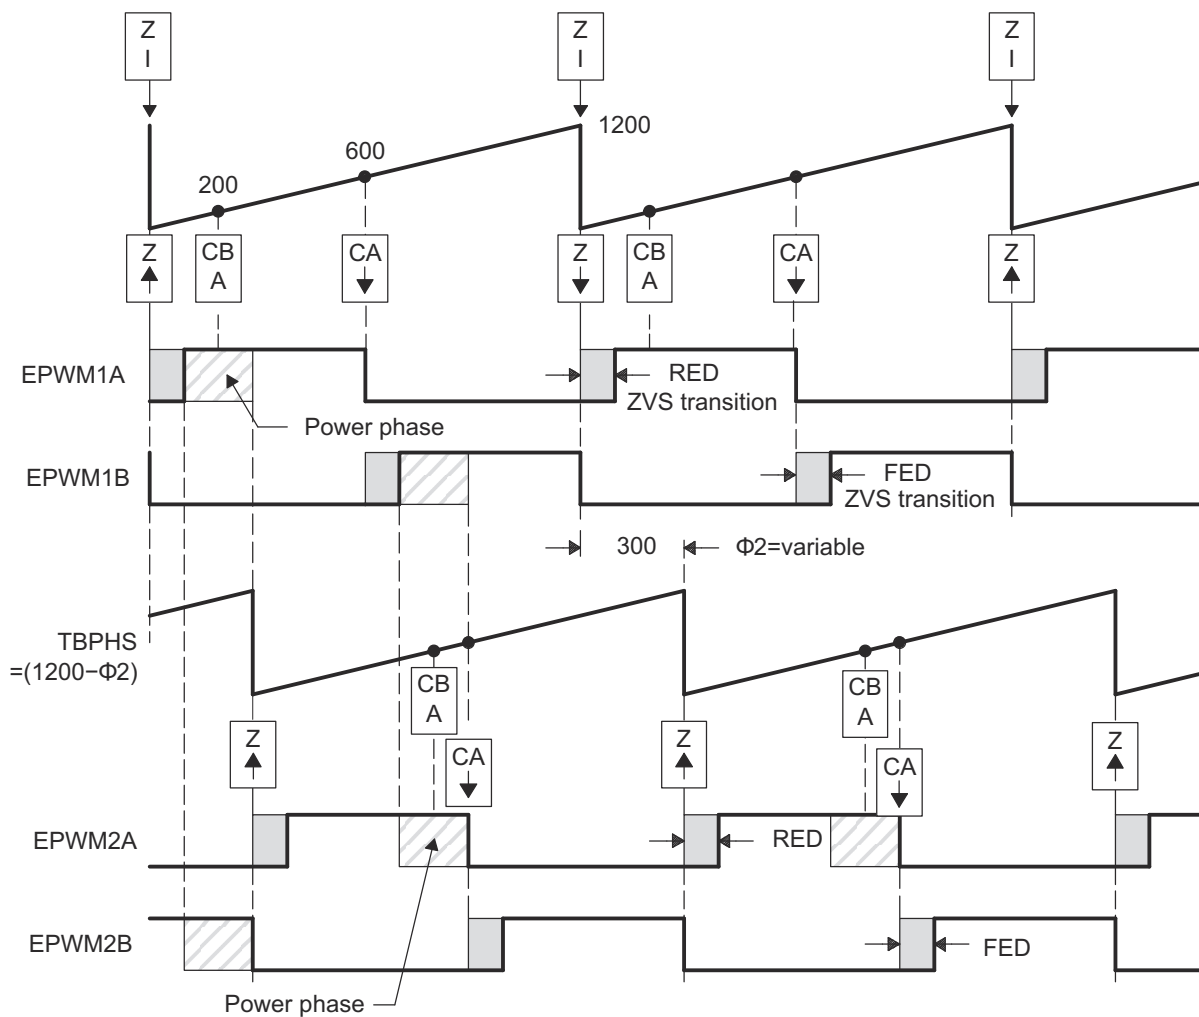 Z
I
Z
I
Z
I
1200
600
200
Z
CB
A
CA
Z
CB
A
CA
Z
EPWM1A
RED
ZVS transition
Power phase
EPWM1B
FED
ZVS transition
300
Φ2=variable
TBPHS
=(1200−Φ2)
CB
A
CB
A
Z
CA
Z
CA
Z
EPWM2A
RED
EPWM2B
FED
Power phase